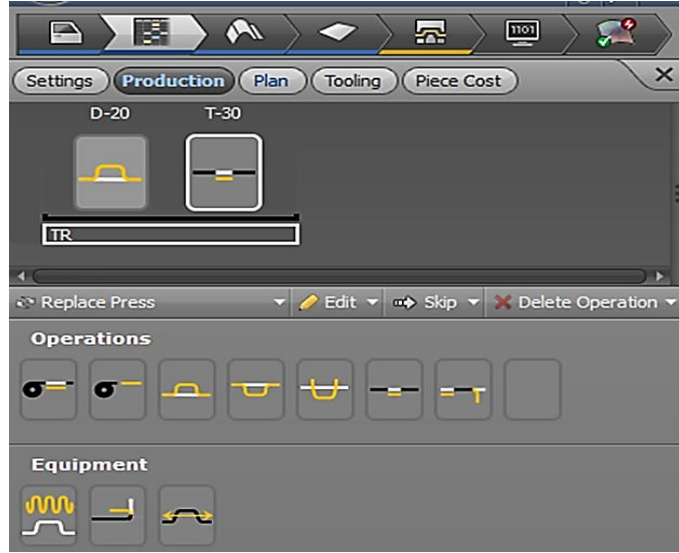 1101
Settings Production Plan Tooling Piece Cost
D-20 T-30
TR
Replace Press Edit Skip Delete Operation
Operations
Equipment